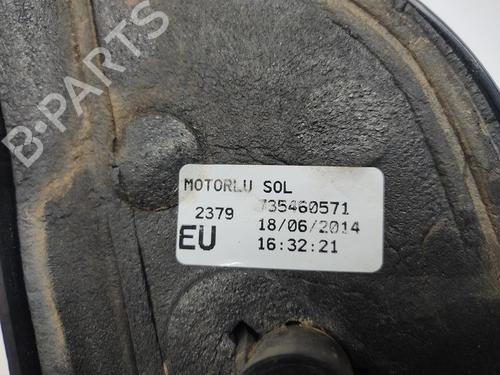 B-PARTS
MOTORLU SOL
2379 735460571
EU 18/06/2014
16:32:21